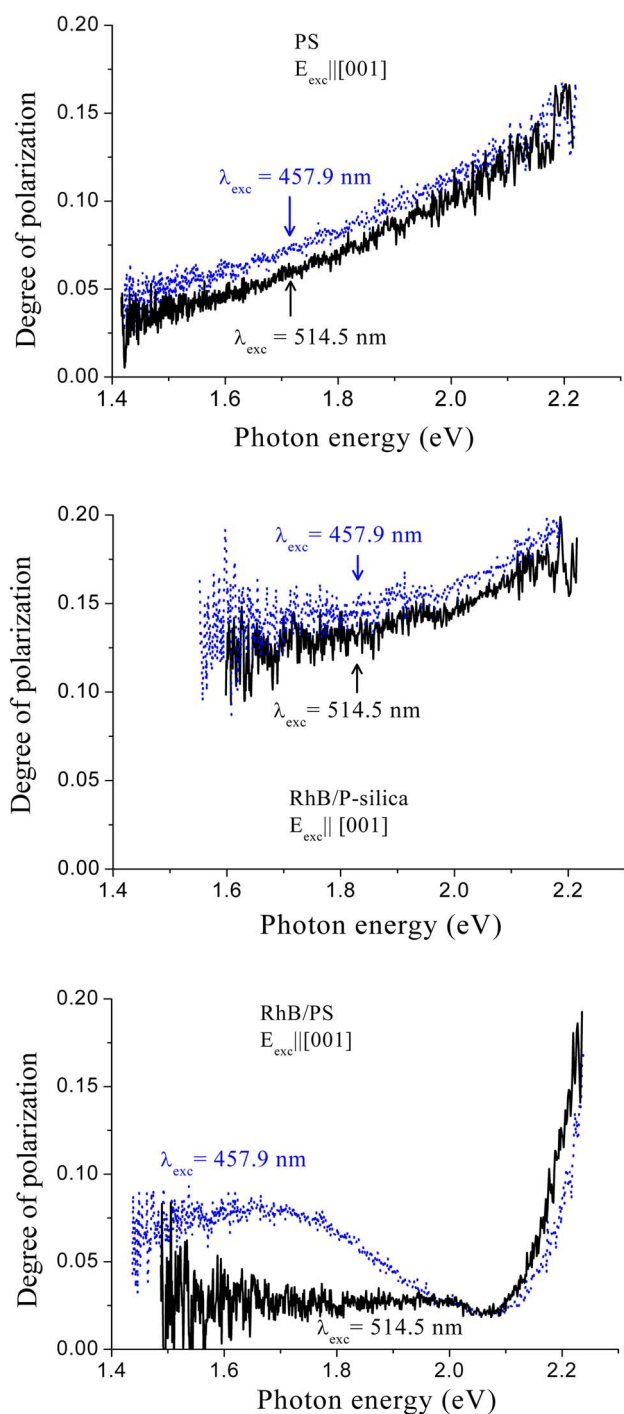 PS
E_exc||[001]
λ_exc = 457.9 nm
λ_exc = 514.5 nm
Degree of polarization
0.20
0.15
0.10
0.05
0.00
1.4 1.6 1.8 2.0 2.2
Photon energy (eV)
λ_exc= 457.9 nm
λ_exc= 514.5 nm
RhB/P-silica
E_exc|| [001]
Degree of polarization
0.20
0.15
0.10
0.05
0.00
1.4 1.6 1.8 2.0 2.2
Photon energy (eV)
RhB/PS
E_exc||[001]
λ_exc= 457.9 nm
λ_exc= 514.5 nm
Degree of polarization
0.20
0.15
0.10
0.05
0.00
1.4 1.6 1.8 2.0 2.2
Photon energy (eV)